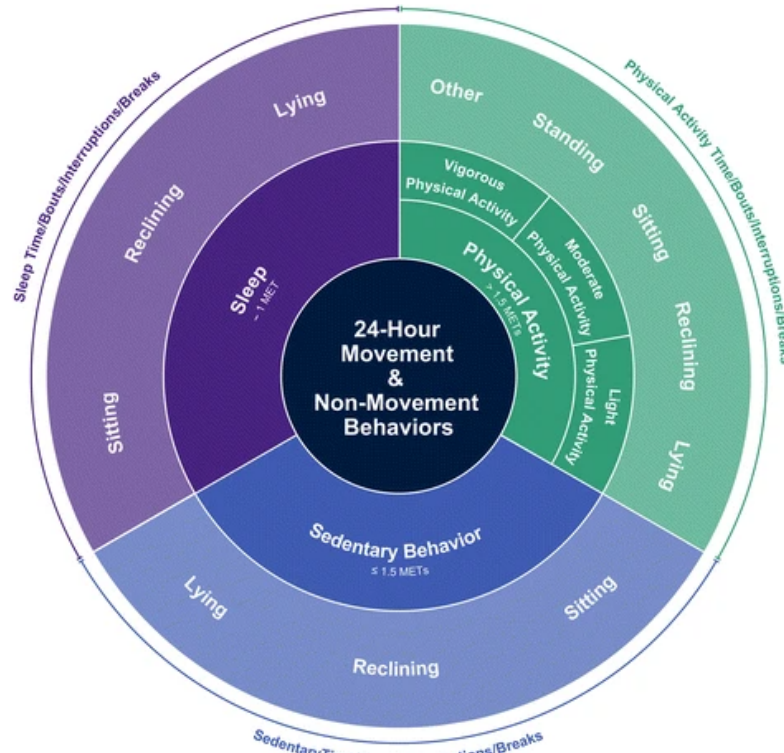 24-Hour
Movement
&
Non-Movement
Behaviors
Physical Activity
> 1.5 METs
Vigorous
Physical Activity
Moderate
Physical Activity
Light
Physical Activity
Other
Standing
Sitting
Reclining
Lying
Physical Activity Time/Bouts/Interruptions/Breaks
Sedentary Behavior
≤ 1.5 METs
Sitting
Reclining
Lying
Sleep
~ 1 MET
Sitting
Reclining
Lying
Sleep Time/Bouts/Interruptions/Breaks